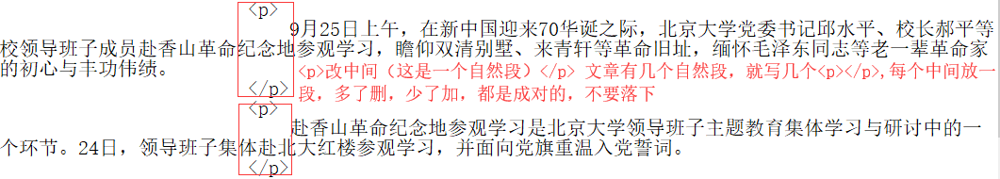 <p>
9月25日上午，在新中国迎来70华诞之际，北京大学党委书记邱水平、校长郝平等
校领导班子成员赴香山革命纪念地参观学习，瞻仰双清别墅、来青轩等革命旧址，缅怀毛泽东同志等老一辈革命家
的初心与丰功伟绩。
<p>改中间（这是一个自然段）</p> 文章有几个自然段，就写几个<p></p>,每个中间放一
段，多了删，少了加，都是成对的，不要落下
</p>
<p>
赴香山革命纪念地参观学习是北京大学领导班子主题教育集体学习与研讨中的一
个环节。24日，领导班子集体赴北大红楼参观学习，并面向党旗重温入党誓词。
</p>